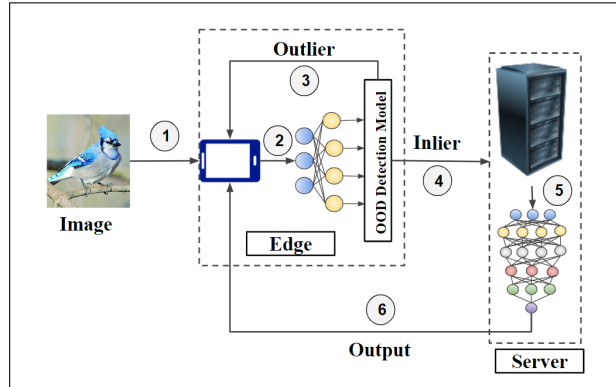 Outlier
3
1
2
OOD Detection Model
Inlier
4
5
Image
Edge
6
Output
Server